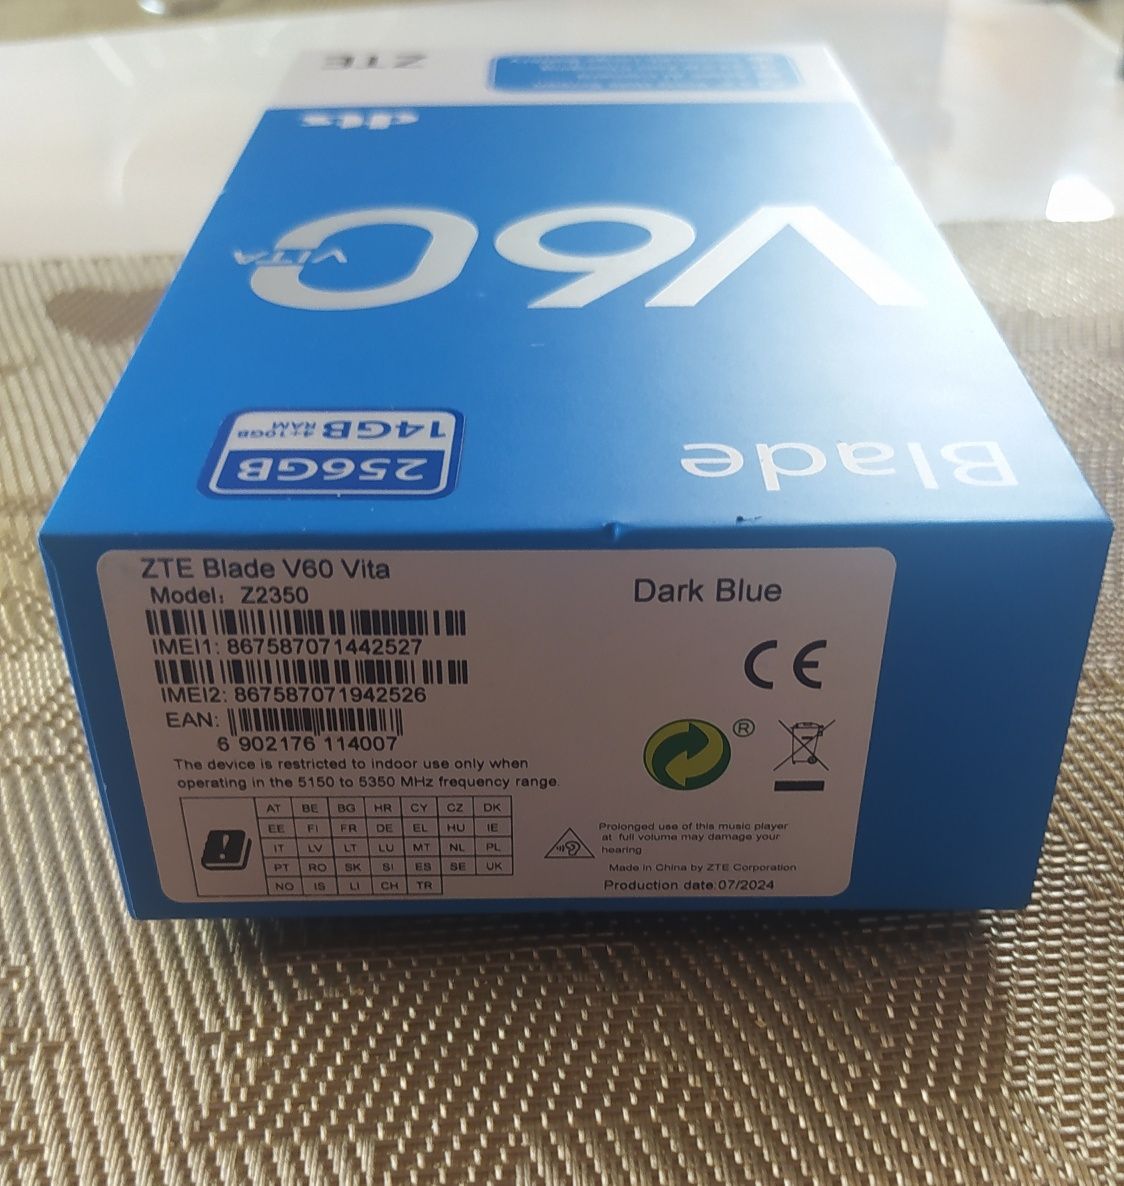 ZTE
dts
V60
VITA
Blade
256GB
14GB 4+10GB RAM
ZTE Blade V60 Vita
Model: Z2350
Dark Blue
IMEI1: 867587071442527
IMEI2: 867587071942526
EAN:
6 902176 114007
CE
®
The device is restricted to indoor use only when
operating in the 5150 to 5350 MHz frequency range.
AT BE BG HR CY CZ DK
EE FI FR DE EL HU IE
IT LV LT LU MT NL PL
PT RO SK SI ES SE UK
NO IS LI CH TR
Prolonged use of this music player
at full volume may damage your
hearing
Made in China by ZTE Corporation
Production date:07/2024